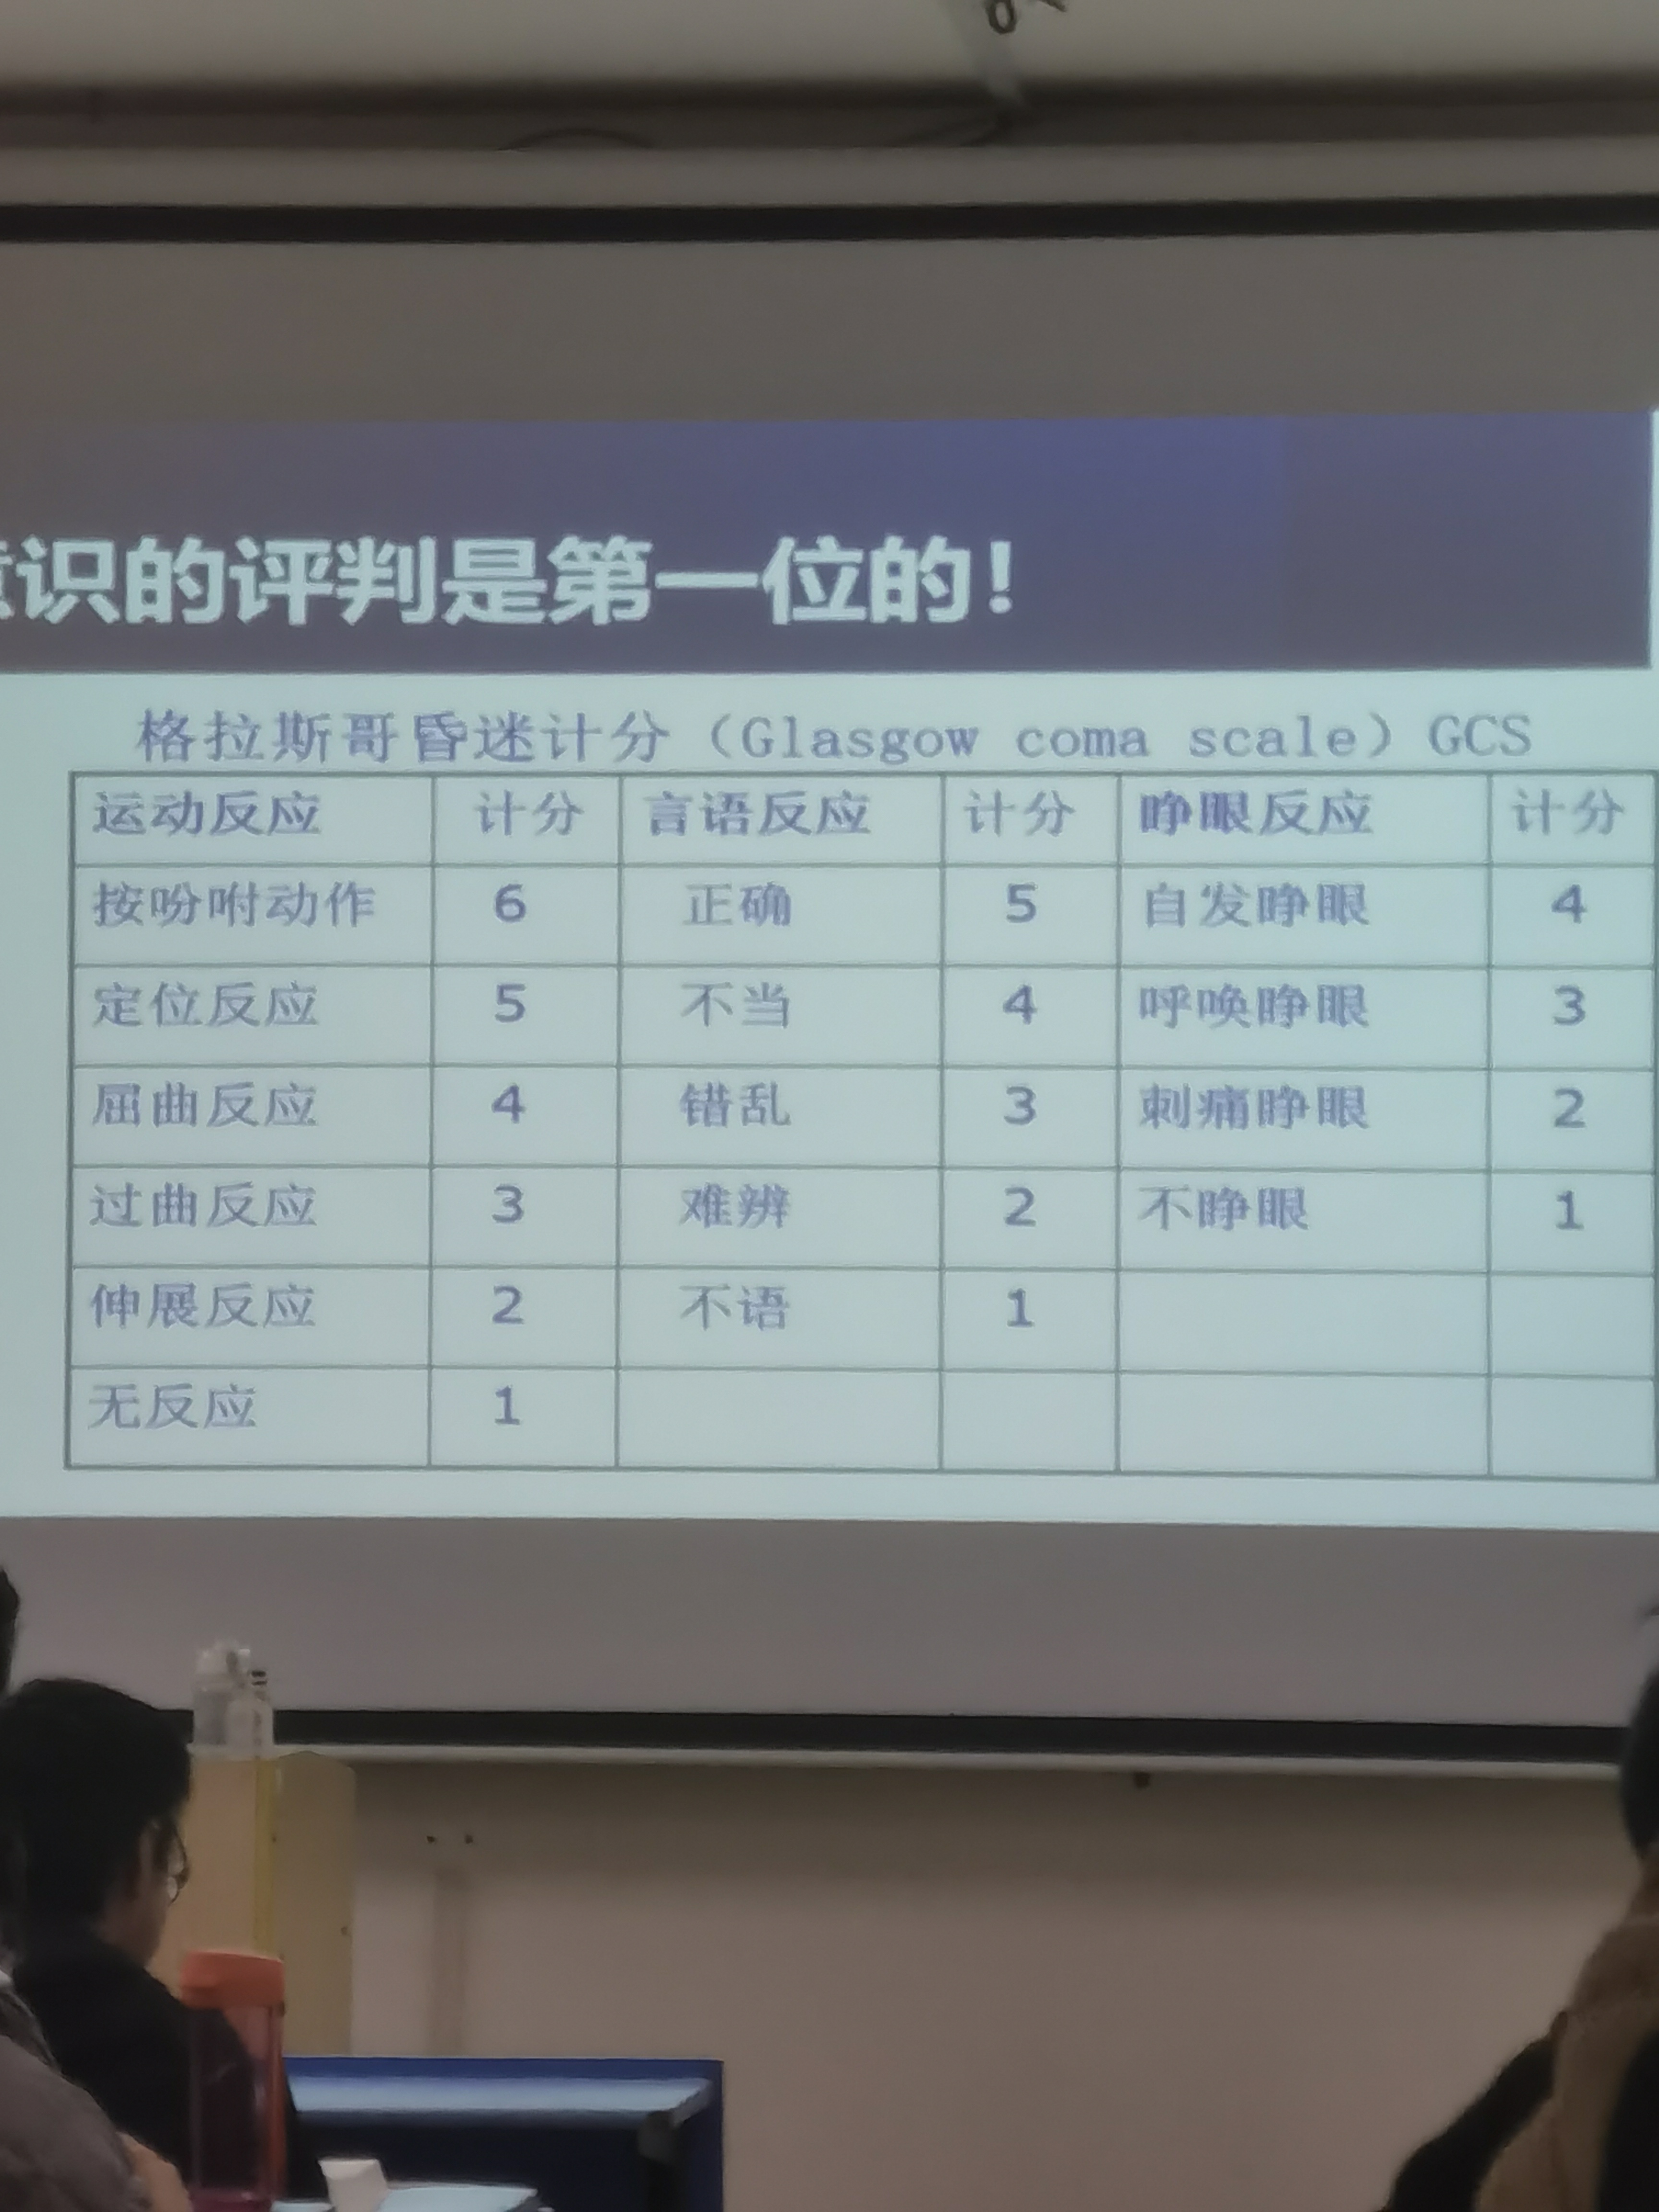 识的评判是第一位的！
格拉斯哥昏迷计分（Glasgow coma scale）GCS
运动反应 计分 言语反应 计分 睁眼反应 计分
按吩咐动作 6 正确 5 自发睁眼 4
定位反应 5 不当 4 呼唤睁眼 3
屈曲反应 4 错乱 3 刺痛睁眼 2
过曲反应 3 难辨 2 不睁眼 1
伸展反应 2 不语 1
无反应 1